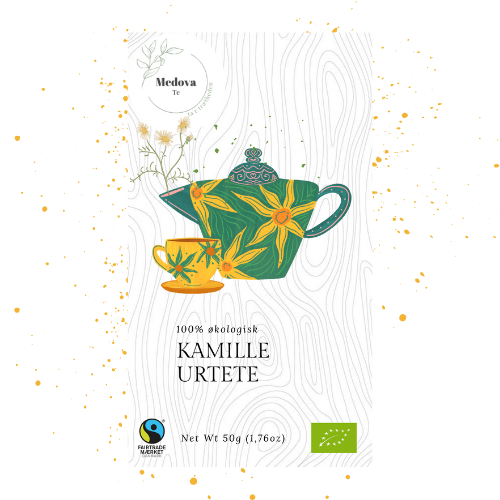 Medova
Te
100% økologisk
KAMILLE
URTETE
Net Wt 50g (1,76oz)
FAIRTRADE
MÆRKET